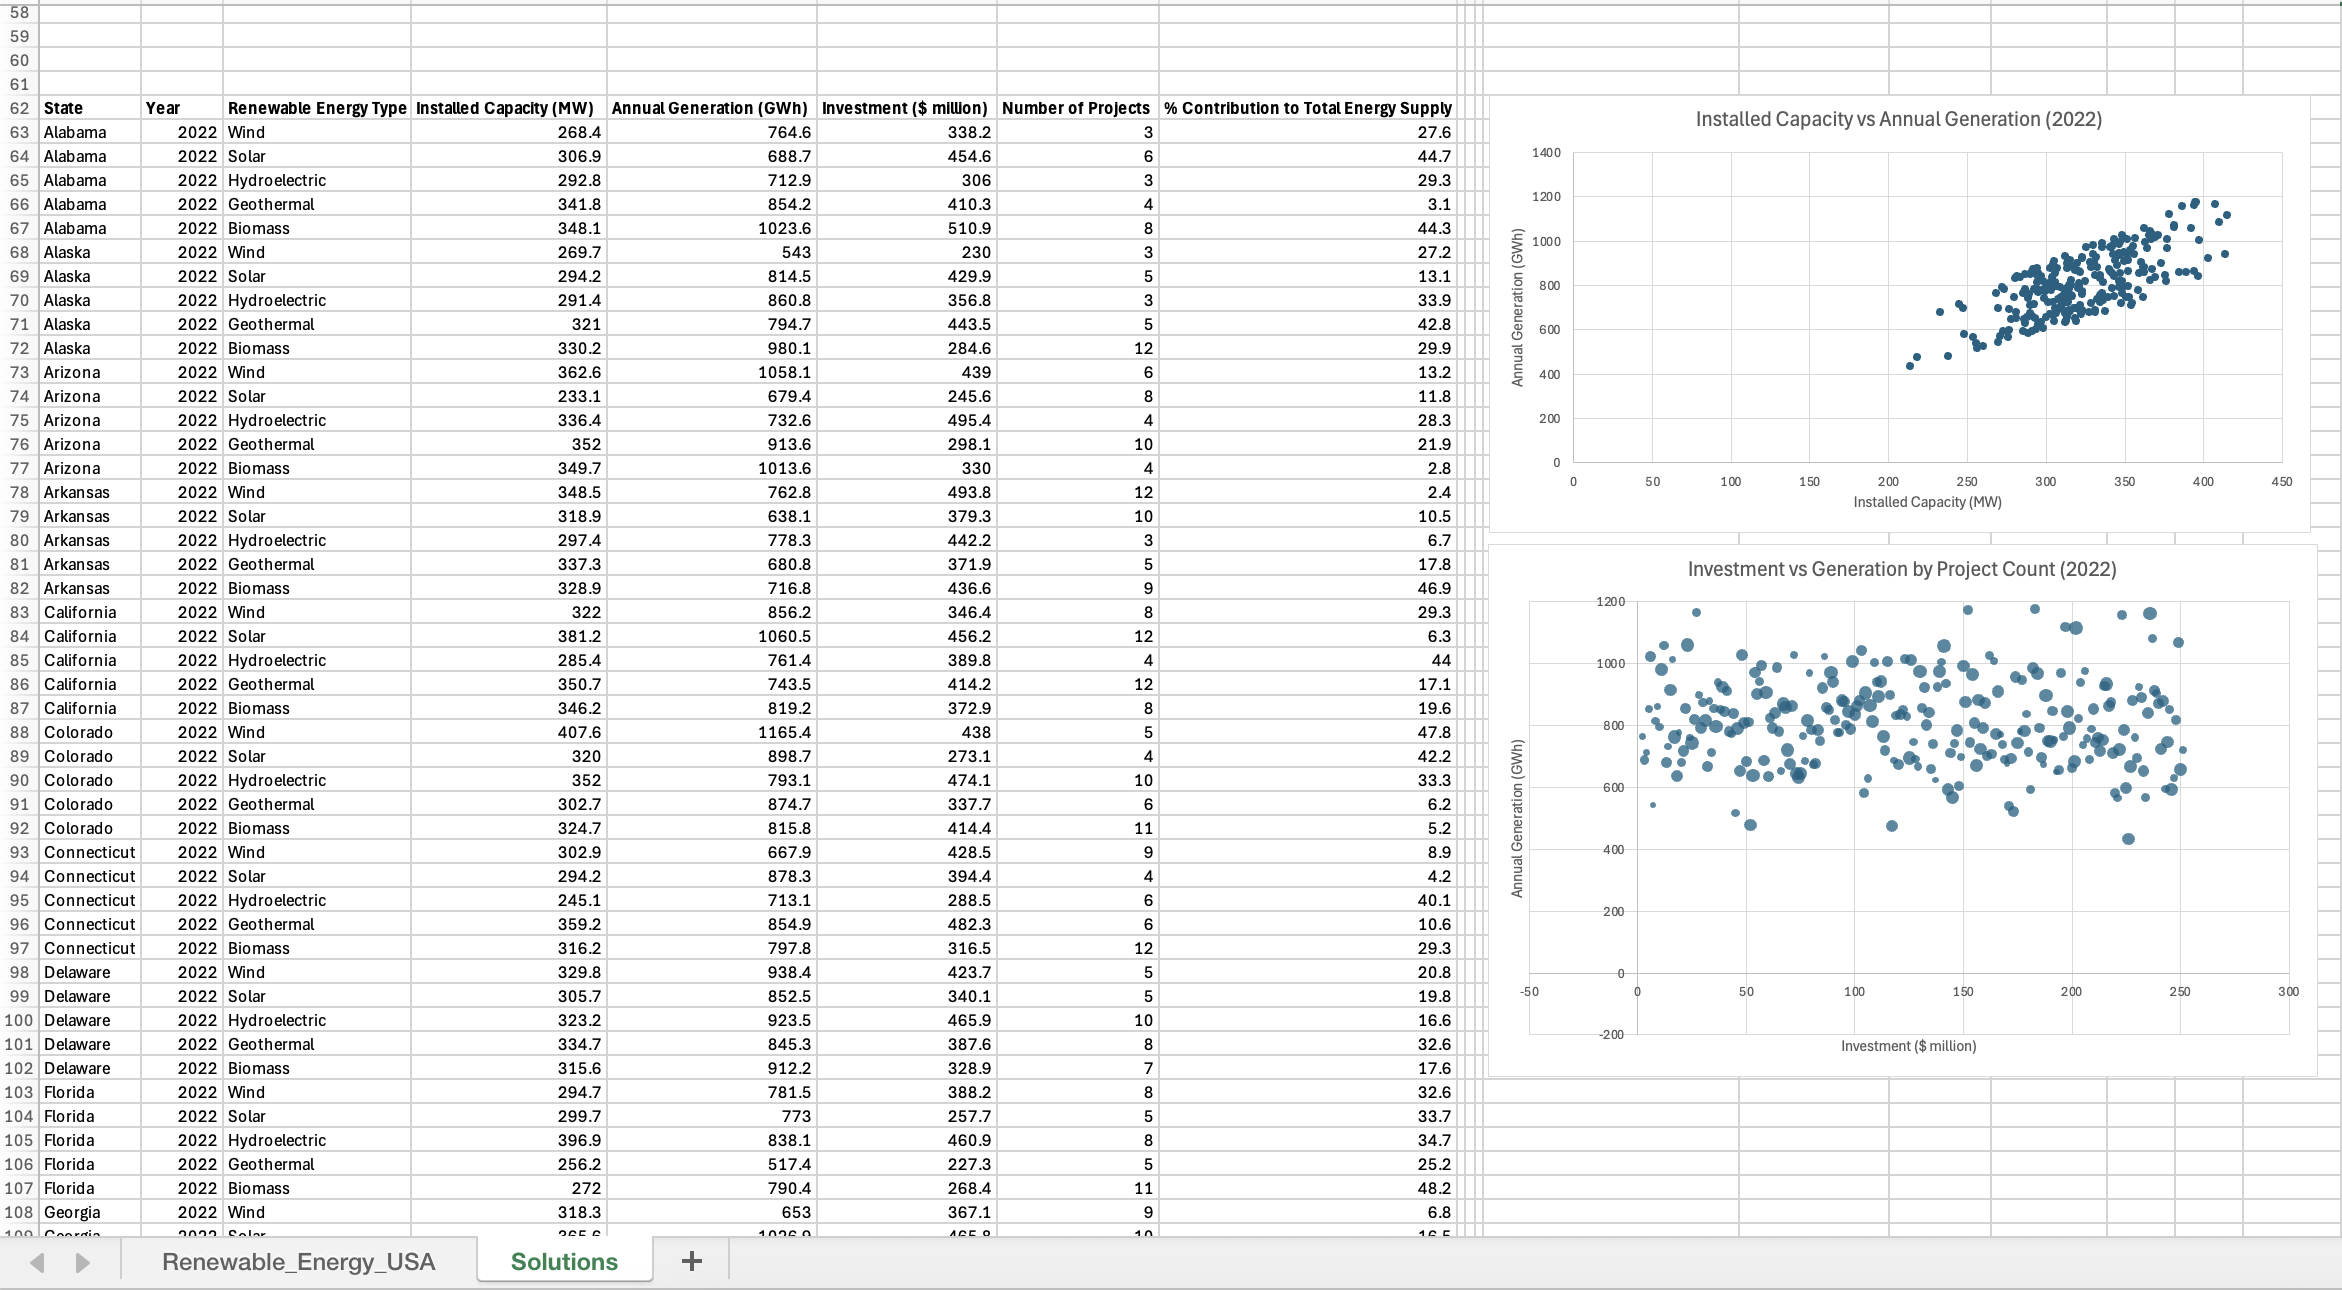 58
59
60
61
62 State Year Renewable Energy Type Installed Capacity (MW) Annual Generation (GWh) Investment ($ million) Number of Projects % Contribution to Total Energy Supply
63 Alabama 2022 Wind 268.4 764.6 338.2 3 27.6
64 Alabama 2022 Solar 306.9 688.7 454.6 6 44.7
65 Alabama 2022 Hydroelectric 292.8 712.9 306 3 29.3
66 Alabama 2022 Geothermal 341.8 854.2 410.3 4 3.1
67 Alabama 2022 Biomass 348.1 1023.6 510.9 8 44.3
68 Alaska 2022 Wind 269.7 543 230 3 27.2
69 Alaska 2022 Solar 294.2 814.5 429.9 5 13.1
70 Alaska 2022 Hydroelectric 291.4 860.8 356.8 3 33.9
71 Alaska 2022 Geothermal 321 794.7 443.5 5 42.8
72 Alaska 2022 Biomass 330.2 980.1 284.6 12 29.9
73 Arizona 2022 Wind 362.6 1058.1 439 6 13.2
74 Arizona 2022 Solar 233.1 679.4 245.6 8 11.8
75 Arizona 2022 Hydroelectric 336.4 732.6 495.4 4 28.3
76 Arizona 2022 Geothermal 352 913.6 298.1 10 21.9
77 Arizona 2022 Biomass 349.7 1013.6 330 4 2.8
78 Arkansas 2022 Wind 348.5 762.8 493.8 12 2.4
79 Arkansas 2022 Solar 318.9 638.1 379.3 10 10.5
80 Arkansas 2022 Hydroelectric 297.4 778.3 442.2 3 6.7
81 Arkansas 2022 Geothermal 337.3 680.8 371.9 5 17.8
82 Arkansas 2022 Biomass 328.9 716.8 436.6 9 46.9
83 California 2022 Wind 322 856.2 346.4 8 29.3
84 California 2022 Solar 381.2 1060.5 456.2 12 6.3
85 California 2022 Hydroelectric 285.4 761.4 389.8 4 44
86 California 2022 Geothermal 350.7 743.5 414.2 12 17.1
87 California 2022 Biomass 346.2 819.2 372.9 8 19.6
88 Colorado 2022 Wind 407.6 1165.4 438 5 47.8
89 Colorado 2022 Solar 320 898.7 273.1 4 42.2
90 Colorado 2022 Hydroelectric 352 793.1 474.1 10 33.3
91 Colorado 2022 Geothermal 302.7 874.7 337.7 6 6.2
92 Colorado 2022 Biomass 324.7 815.8 414.4 11 5.2
93 Connecticut 2022 Wind 302.9 667.9 428.5 9 8.9
94 Connecticut 2022 Solar 294.2 878.3 394.4 4 4.2
95 Connecticut 2022 Hydroelectric 245.1 713.1 288.5 6 40.1
96 Connecticut 2022 Geothermal 359.2 854.9 482.3 6 10.6
97 Connecticut 2022 Biomass 316.2 797.8 316.5 12 29.3
98 Delaware 2022 Wind 329.8 938.4 423.7 5 20.8
99 Delaware 2022 Solar 305.7 852.5 340.1 5 19.8
100 Delaware 2022 Hydroelectric 323.2 923.5 465.9 10 16.6
101 Delaware 2022 Geothermal 334.7 845.3 387.6 8 32.6
102 Delaware 2022 Biomass 315.6 912.2 328.9 7 17.6
103 Florida 2022 Wind 294.7 781.5 388.2 8 32.6
104 Florida 2022 Solar 299.7 773 257.7 5 33.7
105 Florida 2022 Hydroelectric 396.9 838.1 460.9 8 34.7
106 Florida 2022 Geothermal 256.2 517.4 227.3 5 25.2
107 Florida 2022 Biomass 272 790.4 268.4 11 48.2
108 Georgia 2022 Wind 318.3 653 367.1 9 6.8
109 Georgia 2022 Solar
Installed Capacity vs Annual Generation (2022)
Annual Generation (GWh)
1400
1200
1000
800
600
400
200
0
0 50 100 150 200 250 300 350 400 450
Installed Capacity (MW)
Investment vs Generation by Project Count (2022)
Annual Generation (GWh)
1200
1000
800
600
400
200
0
-50 0 50 100 150 200 250 300
-200
Investment ($ million)
Renewable_Energy_USA Solutions +